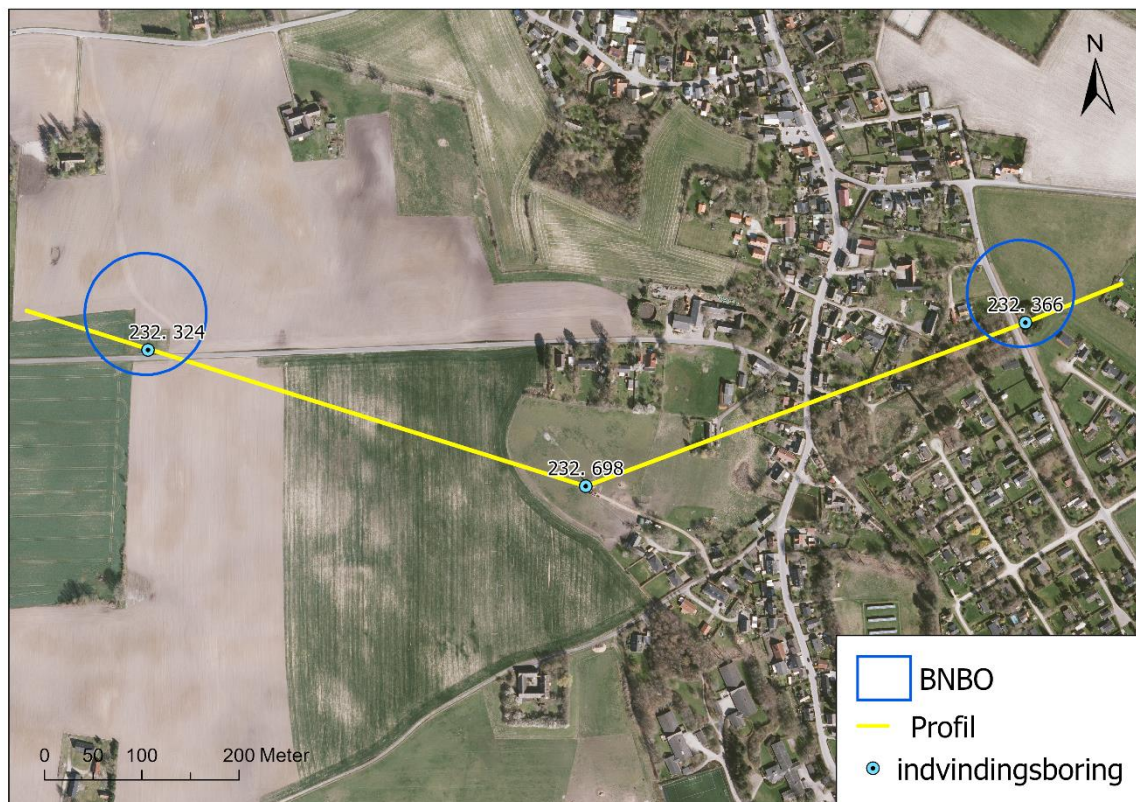 N
232. 324
232. 366
232. 698
BNBO
Profil
indvindingsboring
0 50 100 200 Meter